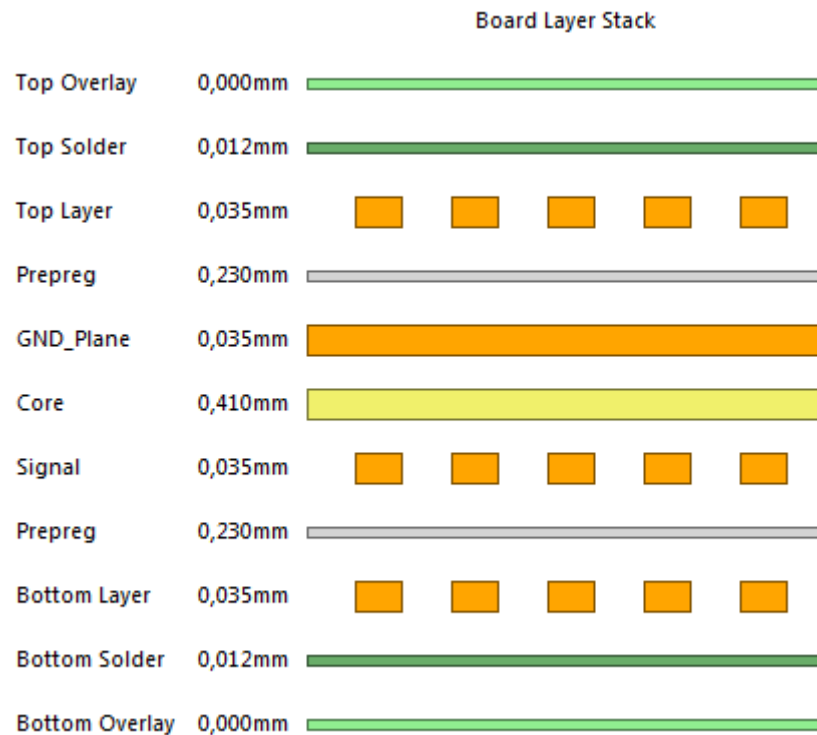 Board Layer Stack
Top Overlay 0,000mm
Top Solder 0,012mm
Top Layer 0,035mm
Prepreg 0,230mm
GND_Plane 0,035mm
Core 0,410mm
Signal 0,035mm
Prepreg 0,230mm
Bottom Layer 0,035mm
Bottom Solder 0,012mm
Bottom Overlay 0,000mm